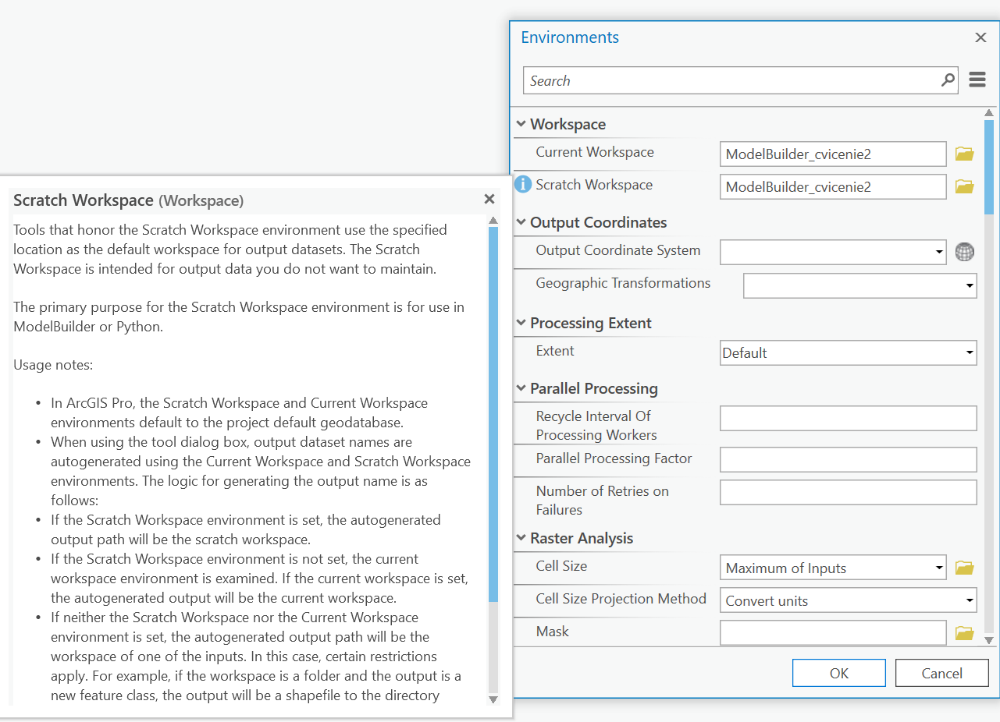 Environments
Search
Workspace
Current Workspace
ModelBuilder_cvicenie2
Scratch Workspace
ModelBuilder_cvicenie2
Output Coordinates
Output Coordinate System
Geographic Transformations
Processing Extent
Extent
Default
Parallel Processing
Recycle Interval Of
Processing Workers
Parallel Processing Factor
Number of Retries on
Failures
Raster Analysis
Cell Size
Maximum of Inputs
Cell Size Projection Method
Convert units
Mask
OK
Cancel
Scratch Workspace (Workspace)
Tools that honor the Scratch Workspace environment use the specified
location as the default workspace for output datasets. The Scratch
Workspace is intended for output data you do not want to maintain.
The primary purpose for the Scratch Workspace environment is for use in
ModelBuilder or Python.
Usage notes:
• In ArcGIS Pro, the Scratch Workspace and Current Workspace
environments default to the project default geodatabase.
• When using the tool dialog box, output dataset names are
autogenerated using the Current Workspace and Scratch Workspace
environments. The logic for generating the output name is as
follows:
• If the Scratch Workspace environment is set, the autogenerated
output path will be the scratch workspace.
• If the Scratch Workspace environment is not set, the current
workspace environment is examined. If the current workspace is set,
the autogenerated output will be the current workspace.
• If neither the Scratch Workspace nor the Current Workspace
environment is set, the autogenerated output path will be the
workspace of one of the inputs. In this case, certain restrictions
apply. For example, if the workspace is a folder and the output is a
new feature class, the output will be a shapefile to the directory